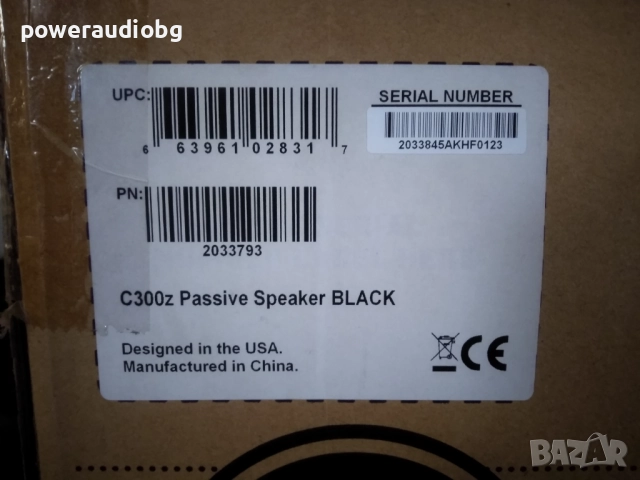 poweraudiobg
UPC:
SERIAL NUMBER
2033845AKHF0123
6 63961 02831 7
PN:
2033793
C300z Passive Speaker BLACK
Designed in the USA.
Manufactured in China.
CE
BAZAR